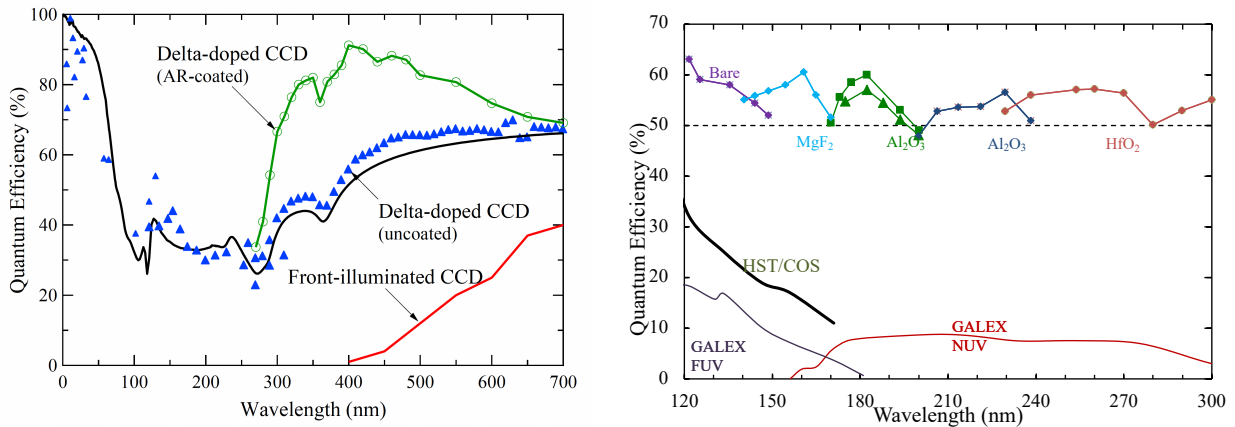 100
80
60
40
20
0
Quantum Efficiency (%)
Delta-doped CCD
(AR-coated)
Delta-doped CCD
(uncoated)
Front-illuminated CCD
0 100 200 300 400 500 600 700
Wavelength (nm)
70
60
50
40
30
20
10
0
Quantum Efficiency (%)
Bare
MgF2
Al2O3
Al2O3
HfO2
HST/COS
GALEX
NUV
GALEX
FUV
120 150 180 210 240 270 300
Wavelength (nm)